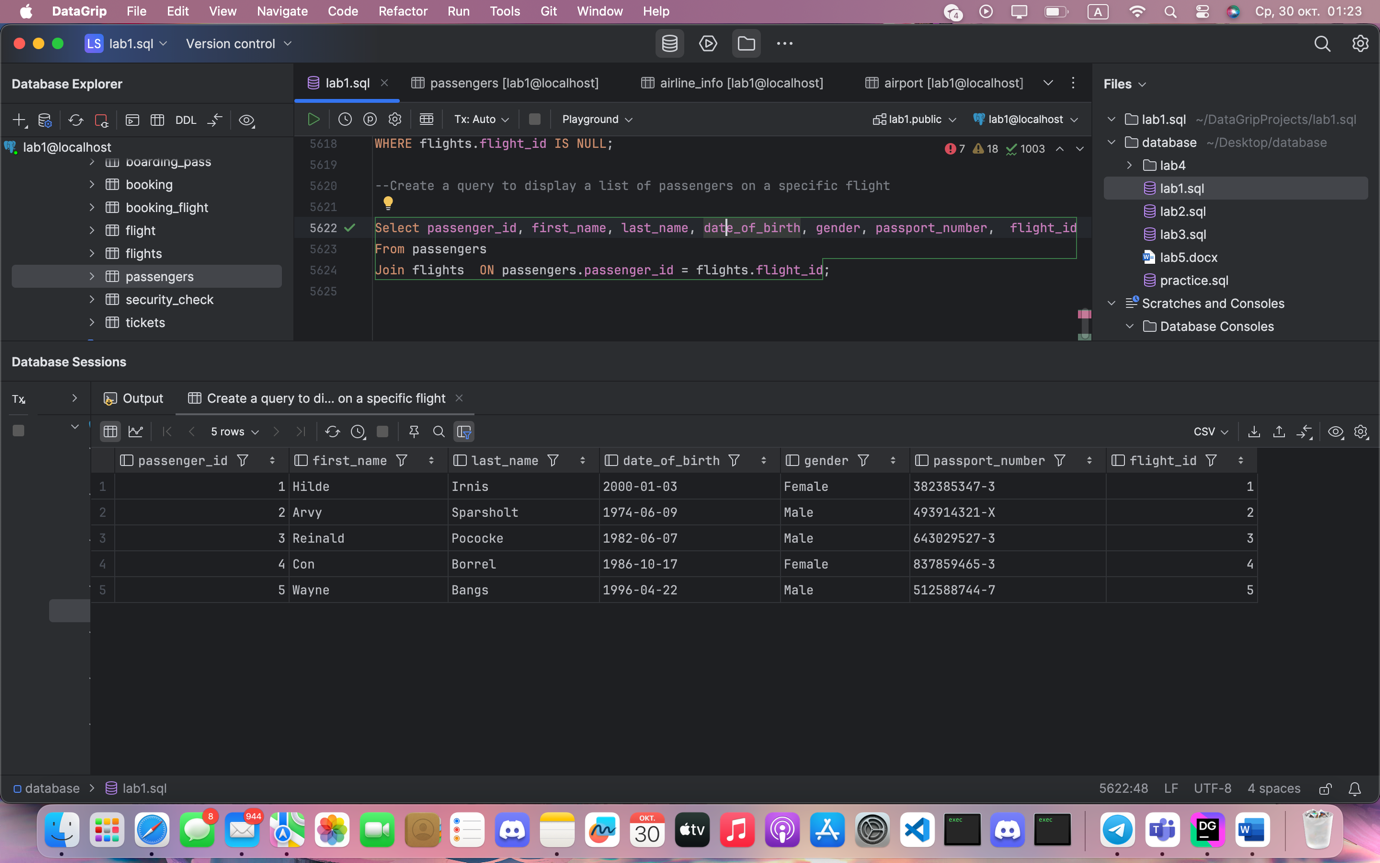 DataGrip File Edit View Navigate Code Refactor Run Tools Git Window Help
4 A Ср, 30 окт. 01:23
LS lab1.sql Version control
Database Explorer
lab1.sql passengers [lab1@localhost] airline_info [lab1@localhost] airport [lab1@localhost]
Files
DDL
Tx: Auto Playground lab1.public lab1@localhost
lab1@localhost
boarding_pass
booking
booking_flight
flight
flights
passengers
security_check
tickets
7 18 1003
5618 WHERE flights.flight_id IS NULL;
5619
5620 --Create a query to display a list of passengers on a specific flight
5621
5622 Select passenger_id, first_name, last_name, date_of_birth, gender, passport_number, flight_id
5623 From passengers
5624 Join flights ON passengers.passenger_id = flights.flight_id;
5625
lab1.sql ~/DataGripProjects/lab1.sql
database ~/Desktop/database
lab4
lab1.sql
lab2.sql
lab3.sql
lab5.docx
practice.sql
Scratches and Consoles
Database Consoles
Database Sessions
Tx Output Create a query to di... on a specific flight
5 rows CSV
passenger_id first_name last_name date_of_birth gender passport_number flight_id
1 1 Hilde Irnis 2000-01-03 Female 382385347-3 1
2 2 Arvy Sparsholt 1974-06-09 Male 493914321-X 2
3 3 Reinald Pococke 1982-06-07 Male 643029527-3 3
4 4 Con Borrel 1986-10-17 Female 837859465-3 4
5 5 Wayne Bangs 1996-04-22 Male 512588744-7 5
database lab1.sql 5622:48 LF UTF-8 4 spaces
8 944 ОКТ. 30 tv exec exec DG W